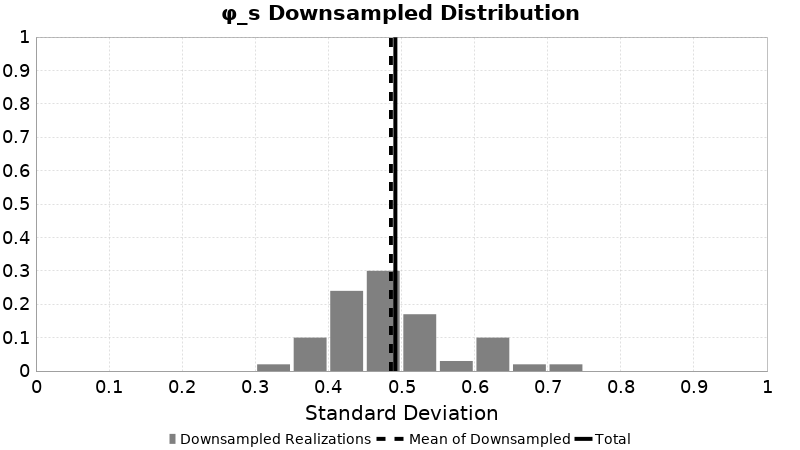 φ_s Downsampled Distribution
1
0.9
0.8
0.7
0.6
0.5
0.4
0.3
0.2
0.1
0
0 0.1 0.2 0.3 0.4 0.5 0.6 0.7 0.8 0.9 1
Standard Deviation
Downsampled Realizations Mean of Downsampled Total